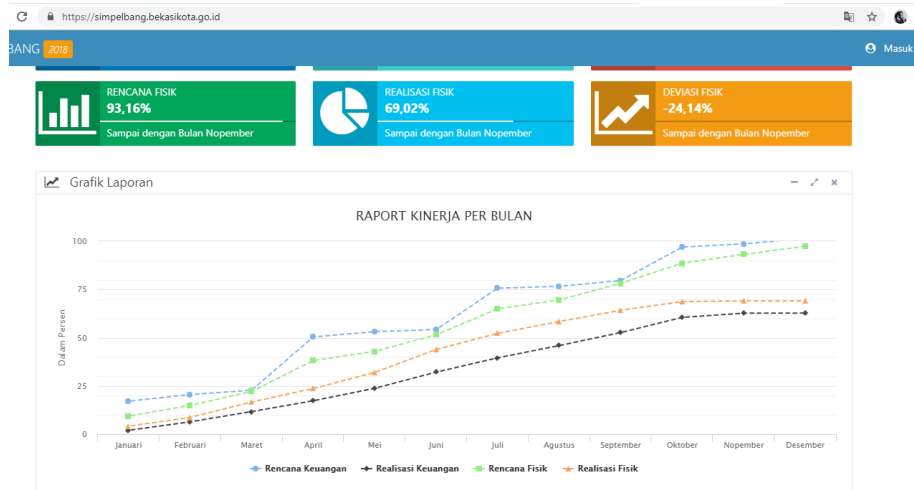 https://simpelbang.bekasikota.go.id
BANG 2018
Masuk
RENCANA FISIK
93,16%
Sampai dengan Bulan Nopember
REALISASI FISIK
69,02%
Sampai dengan Bulan Nopember
DEVIASI FISIK
-24,14%
Sampai dengan Bulan Nopember
Grafik Laporan
RAPORT KINERJA PER BULAN
Dalam Persen
100
75
50
25
0
Januari Februari Maret April Mei Juni Juli Agustus September Oktober Nopember Desember
Rencana Keuangan Realisasi Keuangan Rencana Fisik Realisasi Fisik